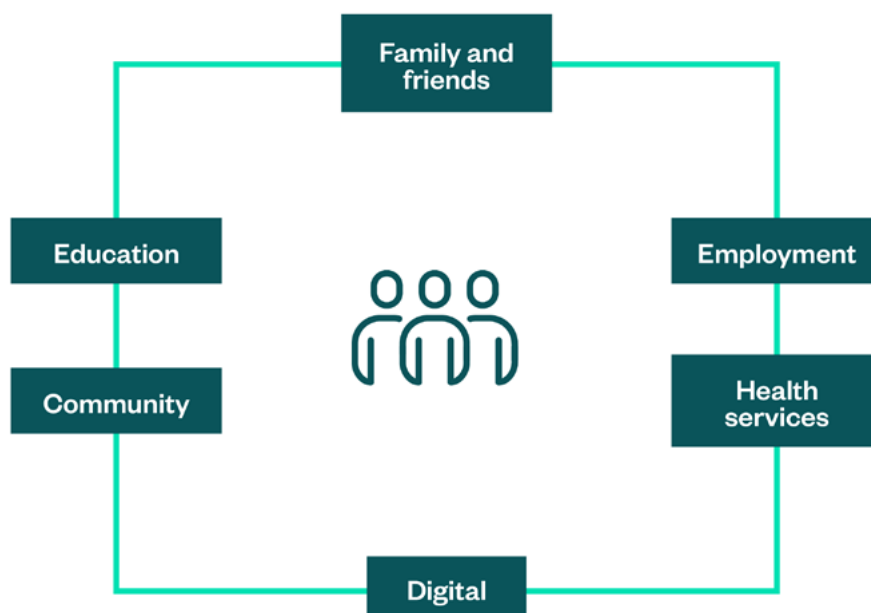 Family and
friends
Education
Employment
Community
Health
services
Digital